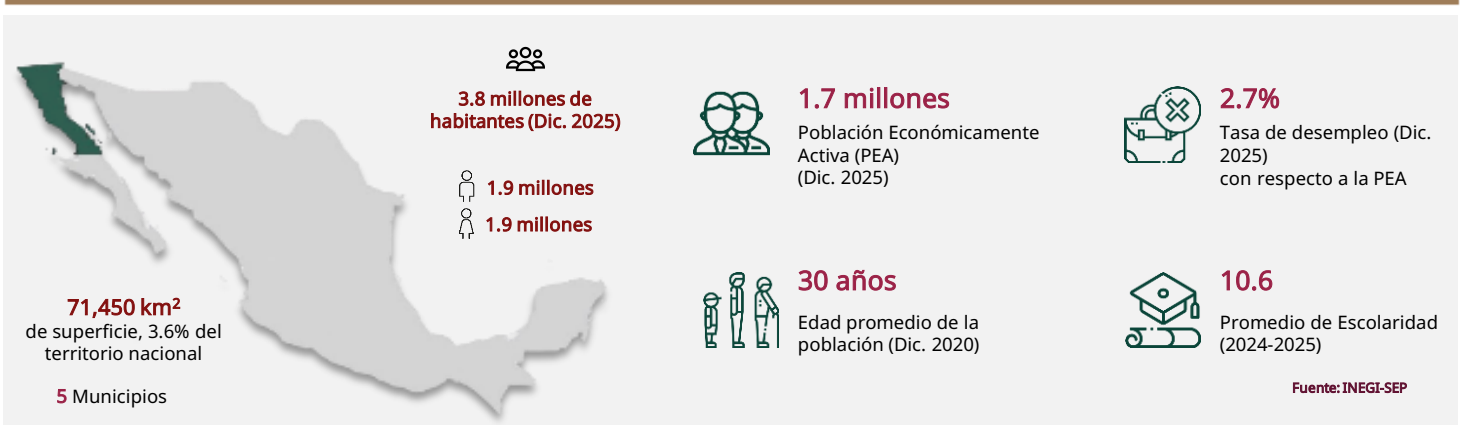 3.8 millones de
habitantes (Dic. 2025)
1.9 millones
1.9 millones
71,450 km²
de superficie, 3.6% del
territorio nacional
5 Municipios
1.7 millones
Población Económicamente
Activa (PEA)
(Dic. 2025)
2.7%
Tasa de desempleo (Dic.
2025)
con respecto a la PEA
30 años
Edad promedio de la
población (Dic. 2020)
10.6
Promedio de Escolaridad
(2024-2025)
Fuente: INEGI-SEP